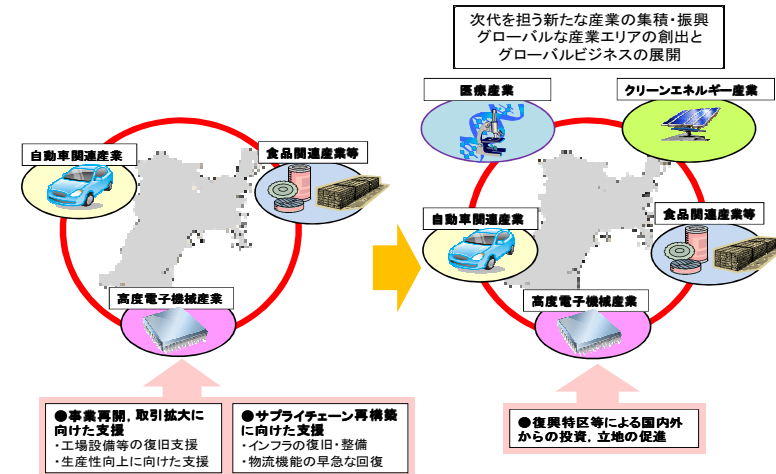 次代を担う新たな産業の集積・振興
グローバルな産業エリアの創出と
グローバルビジネスの展開
自動車関連産業
食品関連産業等
高度電子機械産業
医療産業
クリーンエネルギー産業
自動車関連産業
食品関連産業等
高度電子機械産業
●事業再開，取引拡大に
向けた支援
・工場設備等の復旧支援
・生産性向上に向けた支援
●サプライチェーン再構築
に向けた支援
・インフラの復旧・整備
・物流機能の早急な回復
●復興特区等による国内外
からの投資，立地の促進